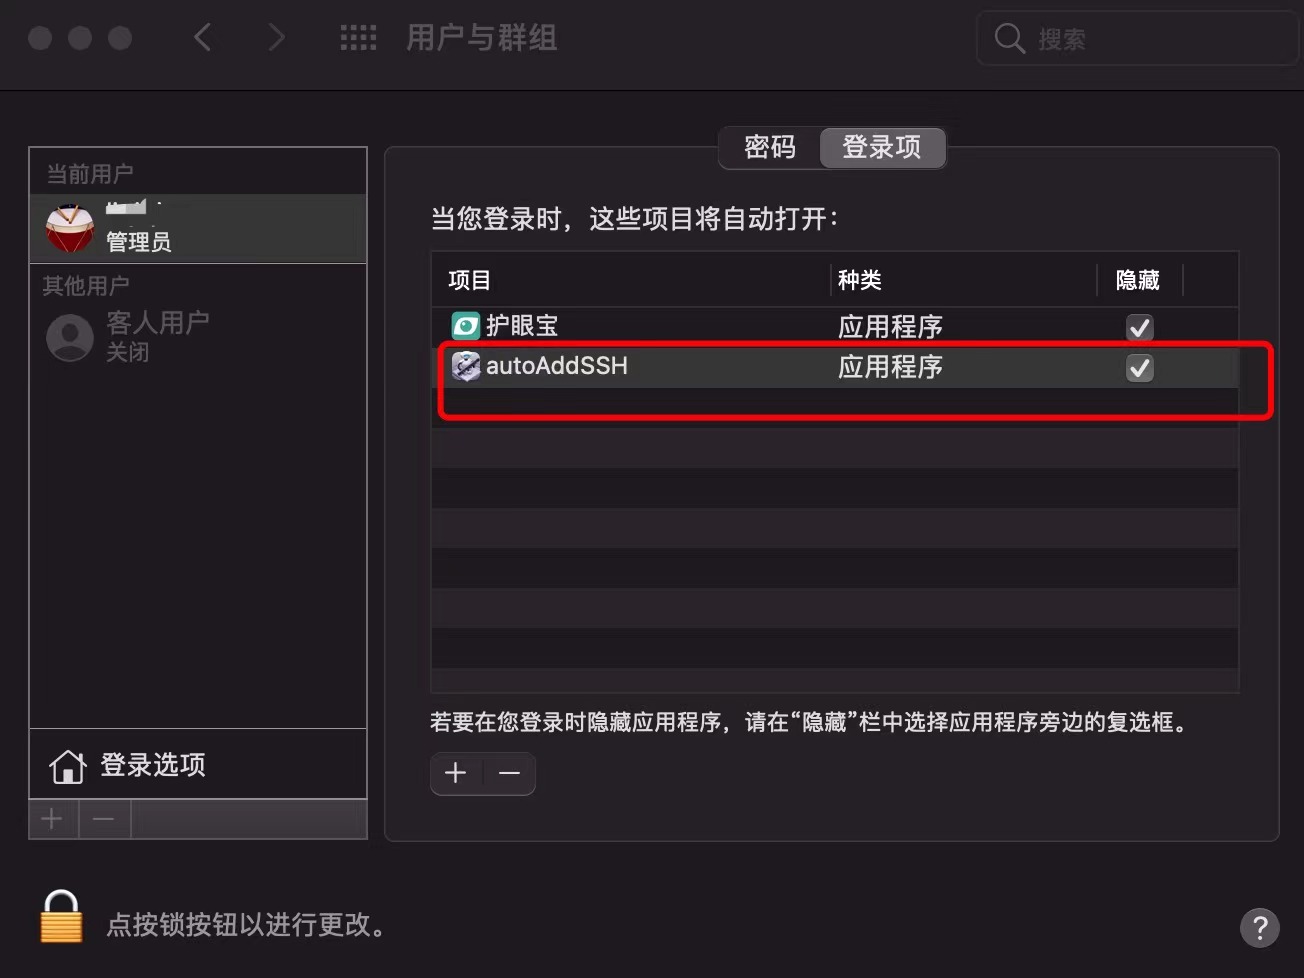 用户与群组
搜索
密码
登录项
当前用户
管理员
其他用户
客人用户
关闭
登录选项
当您登录时，这些项目将自动打开：
项目 种类 隐藏
护眼宝 应用程序
autoAddSSH 应用程序
若要在您登录时隐藏应用程序，请在“隐藏”栏中选择应用程序旁边的复选框。
点按锁按钮以进行更改。
?